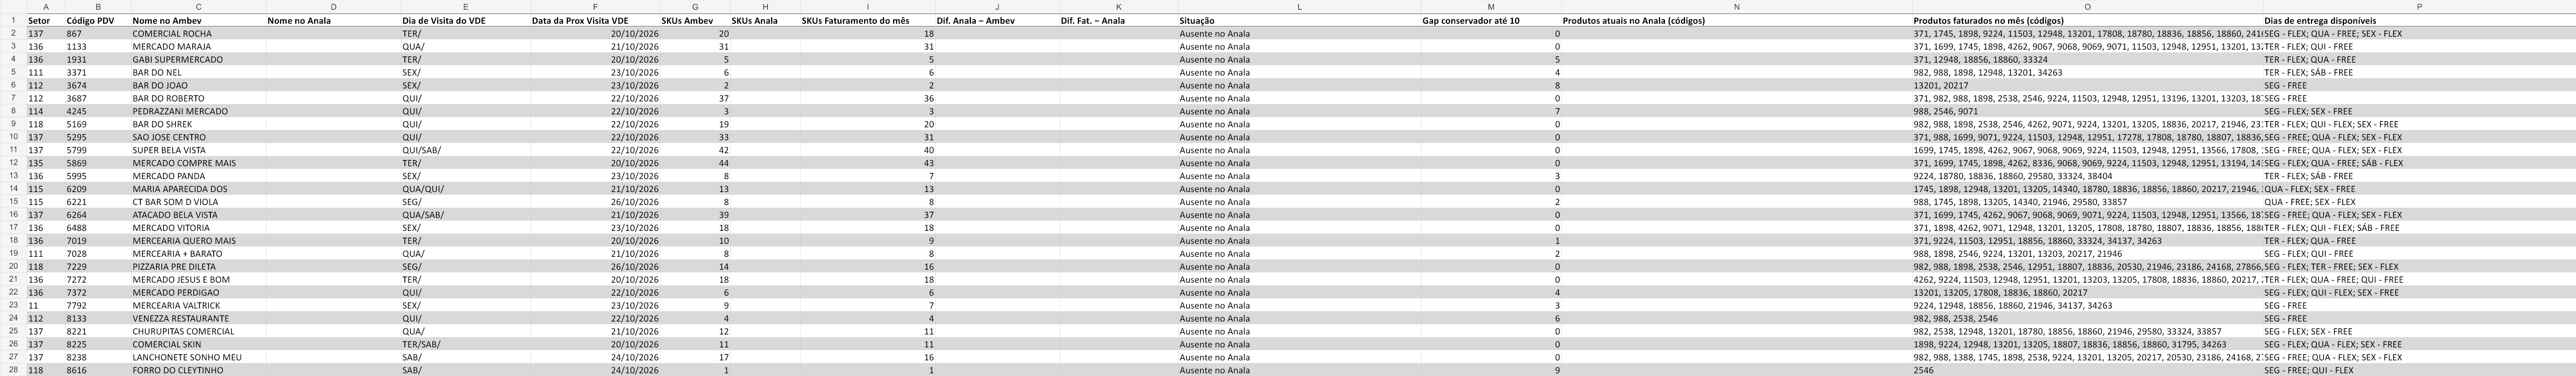 A B C D E F G H I J K L M N O P
1 Setor Código PDV Nome no Ambev Nome no Anala Dia de Visita do VDE Data da Prox Visita VDE SKUs Ambev SKUs Anala SKUs Faturamento do mês Dif. Anala – Ambev Dif. Fat. – Anala Situação Gap conservador até 10 Produtos atuais no Anala (códigos) Produtos faturados no mês (códigos) Dias de entrega disponíveis
2 137 867 COMERCIAL ROCHA TER/ 20/10/2026 20 18 Ausente no Anala 0 371, 1745, 1898, 9224, 11503, 12948, 13201, 17808, 18780, 18836, 18856, 18860, 241 SEG - FLEX; QUA - FREE; SEX - FLEX
3 136 1133 MERCADO MARAJA QUA/ 21/10/2026 31 31 Ausente no Anala 0 371, 1699, 1745, 1898, 4262, 9067, 9068, 9069, 9071, 11503, 12948, 12951, 13201, 13 TER - FLEX; QUI - FREE
4 136 1931 GABI SUPERMERCADO TER/ 20/10/2026 5 5 Ausente no Anala 5 371, 12948, 18856, 18860, 33324 TER - FLEX; QUA - FREE
5 111 3371 BAR DO NEL SEX/ 23/10/2026 6 6 Ausente no Anala 4 982, 988, 1898, 12948, 13201, 34263 TER - FLEX; SÁB - FREE
6 112 3674 BAR DO JOAO SEX/ 23/10/2026 2 2 Ausente no Anala 8 13201, 20217 SEG - FREE
7 112 3687 BAR DO ROBERTO QUI/ 22/10/2026 37 36 Ausente no Anala 0 371, 982, 988, 1898, 2538, 2546, 9224, 11503, 12948, 12951, 13196, 13201, 13203, 18 SEG - FREE
8 114 4245 PEDRAZZANI MERCADO QUI/ 22/10/2026 3 3 Ausente no Anala 7 988, 2546, 9071 SEG - FLEX; SEX - FREE
9 118 5169 BAR DO SHREK QUI/ 22/10/2026 19 20 Ausente no Anala 0 982, 988, 1898, 2538, 2546, 4262, 9071, 9224, 13201, 13205, 18836, 20217, 21946, 23 TER - FLEX; QUI - FLEX; SEX - FREE
10 137 5295 SAO JOSE CENTRO QUI/ 22/10/2026 33 31 Ausente no Anala 0 371, 988, 1699, 9071, 9224, 11503, 12948, 12951, 17278, 17808, 18780, 18807, 18836, SEG - FREE; QUA - FLEX; SEX - FLEX
11 137 5799 SUPER BELA VISTA QUI/SAB/ 22/10/2026 42 40 Ausente no Anala 0 1699, 1745, 1898, 4262, 9067, 9068, 9069, 9224, 11503, 12948, 12951, 13566, 17808, SEG - FREE; QUA - FLEX; SEX - FLEX
12 135 5869 MERCADO COMPRE MAIS TER/ 20/10/2026 44 43 Ausente no Anala 0 371, 1699, 1745, 1898, 4262, 8336, 9068, 9069, 9224, 11503, 12948, 12951, 13194, 14 SEG - FLEX; QUA - FREE; SÁB - FLEX
13 136 5995 MERCADO PANDA SEX/ 23/10/2026 8 7 Ausente no Anala 3 9224, 18780, 18836, 18860, 29580, 33324, 38404 TER - FLEX; SÁB - FREE
14 115 6209 MARIA APARECIDA DOS QUA/QUI/ 21/10/2026 13 13 Ausente no Anala 0 1745, 1898, 12948, 13201, 13205, 14340, 18780, 18836, 18856, 18860, 20217, 21946, QUA - FLEX; SEX - FREE
15 115 6221 CT BAR SOM D VIOLA SEG/ 26/10/2026 8 8 Ausente no Anala 2 988, 1745, 1898, 13205, 14340, 21946, 29580, 33857 QUA - FREE; SEX - FLEX
16 137 6264 ATACADO BELA VISTA QUA/SAB/ 21/10/2026 39 37 Ausente no Anala 0 371, 1699, 1745, 4262, 9067, 9068, 9069, 9071, 9224, 11503, 12948, 12951, 13566, 18 SEG - FREE; QUA - FLEX; SEX - FLEX
17 136 6488 MERCADO VITORIA SEX/ 23/10/2026 18 18 Ausente no Anala 0 371, 1898, 4262, 9071, 12948, 13201, 13205, 17808, 18780, 18807, 18836, 18856, 188 TER - FLEX; QUI - FLEX; SÁB - FREE
18 136 7019 MERCEARIA QUERO MAIS TER/ 20/10/2026 10 9 Ausente no Anala 1 371, 9224, 11503, 12951, 18856, 18860, 33324, 34137, 34263 TER - FLEX; QUA - FREE
19 111 7028 MERCEARIA + BARATO QUA/ 21/10/2026 8 8 Ausente no Anala 2 988, 1898, 2546, 9224, 13201, 13203, 20217, 21946 SEG - FLEX; QUI - FREE
20 118 7229 PIZZARIA PRE DILETA SEG/ 26/10/2026 14 16 Ausente no Anala 0 982, 988, 1898, 2538, 2546, 12951, 18807, 18836, 20530, 21946, 23186, 24168, 27866, SEG - FLEX; TER - FREE; SEX - FLEX
21 136 7272 MERCADO JESUS E BOM TER/ 20/10/2026 18 18 Ausente no Anala 0 4262, 9224, 11503, 12948, 12951, 13201, 13203, 13205, 17808, 18836, 18860, 20217, TER - FLEX; QUA - FREE; QUI - FREE
22 136 7372 MERCADO PERDIGAO QUI/ 22/10/2026 6 6 Ausente no Anala 4 13201, 13205, 17808, 18836, 18860, 20217 SEG - FLEX; QUI - FLEX; SEX - FREE
23 11 7792 MERCEARIA VALTRICK SEX/ 23/10/2026 9 7 Ausente no Anala 3 9224, 12948, 18856, 18860, 21946, 34137, 34263 SEG - FREE
24 112 8133 VENEZZA RESTAURANTE QUI/ 22/10/2026 4 4 Ausente no Anala 6 982, 988, 2538, 2546 SEG - FREE
25 137 8221 CHURUPITAS COMERCIAL QUA/ 21/10/2026 12 11 Ausente no Anala 0 982, 2538, 12948, 13201, 18780, 18856, 18860, 21946, 29580, 33324, 33857 SEG - FLEX; SEX - FREE
26 137 8225 COMERCIAL SKIN TER/SAB/ 20/10/2026 11 11 Ausente no Anala 0 1898, 9224, 12948, 13201, 13205, 18807, 18836, 18856, 18860, 31795, 34263 SEG - FLEX; QUA - FLEX; SEX - FREE
27 137 8238 LANCHONETE SONHO MEU SAB/ 24/10/2026 17 16 Ausente no Anala 0 982, 988, 1388, 1745, 1898, 2538, 9224, 13201, 13205, 20217, 20530, 23186, 24168, 2 SEG - FREE; QUA - FLEX; SEX - FLEX
28 118 8616 FORRO DO CLEYTINHO SAB/ 24/10/2026 1 1 Ausente no Anala 9 2546 SEG - FREE; QUI - FLEX